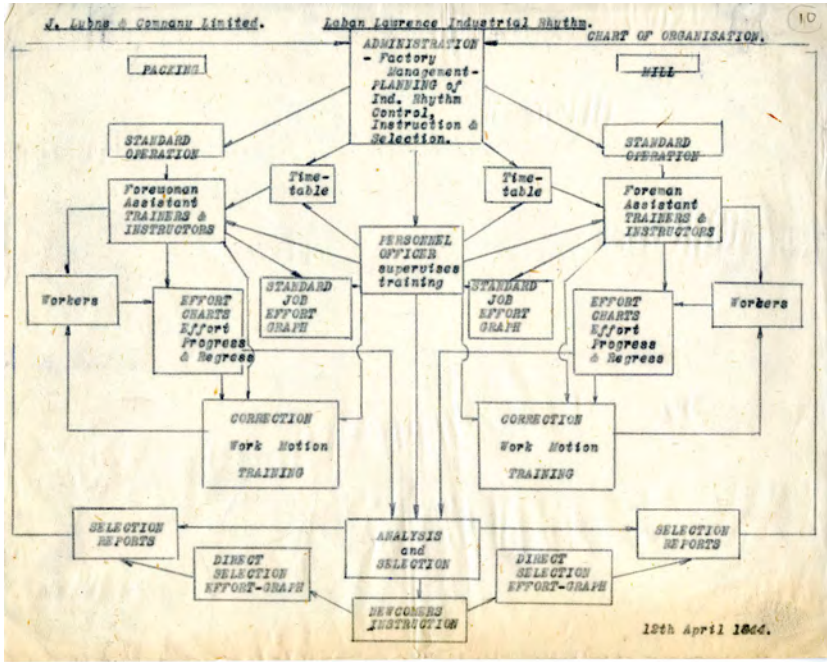 10
J. Lyons & Company Limited.
Laban Lawrence Industrial Rhythm.
CHART OF ORGANISATION.
PACKING
ADMINISTRATION
- Factory
Management-
PLANNING of
Ind. Rhythm
Control,
Instruction &
Selection.
MILL
STANDARD
OPERATION
STANDARD
OPERATION
Time-
table
Time-
table
Forewoman
Assistant
TRAINERS &
INSTRUCTORS
Foreman
Assistant
TRAINERS &
INSTRUCTORS
PERSONNEL
OFFICER
supervises
training
Workers
EFFORT
CHARTS
Effort
Progress
& Regress
STANDARD
JOB
EFFORT
GRAPH
STANDARD
JOB
EFFORT
GRAPH
EFFORT
CHARTS
Effort
Progress
& Regress
Workers
CORRECTION
Work Motion
TRAINING
CORRECTION
Work Motion
TRAINING
SELECTION
REPORTS
ANALYSIS
and
SELECTION
SELECTION
REPORTS
DIRECT
SELECTION
EFFORT-GRAPH
DIRECT
SELECTION
EFFORT-GRAPH
NEWCOMERS
INSTRUCTION
12th April 1944.